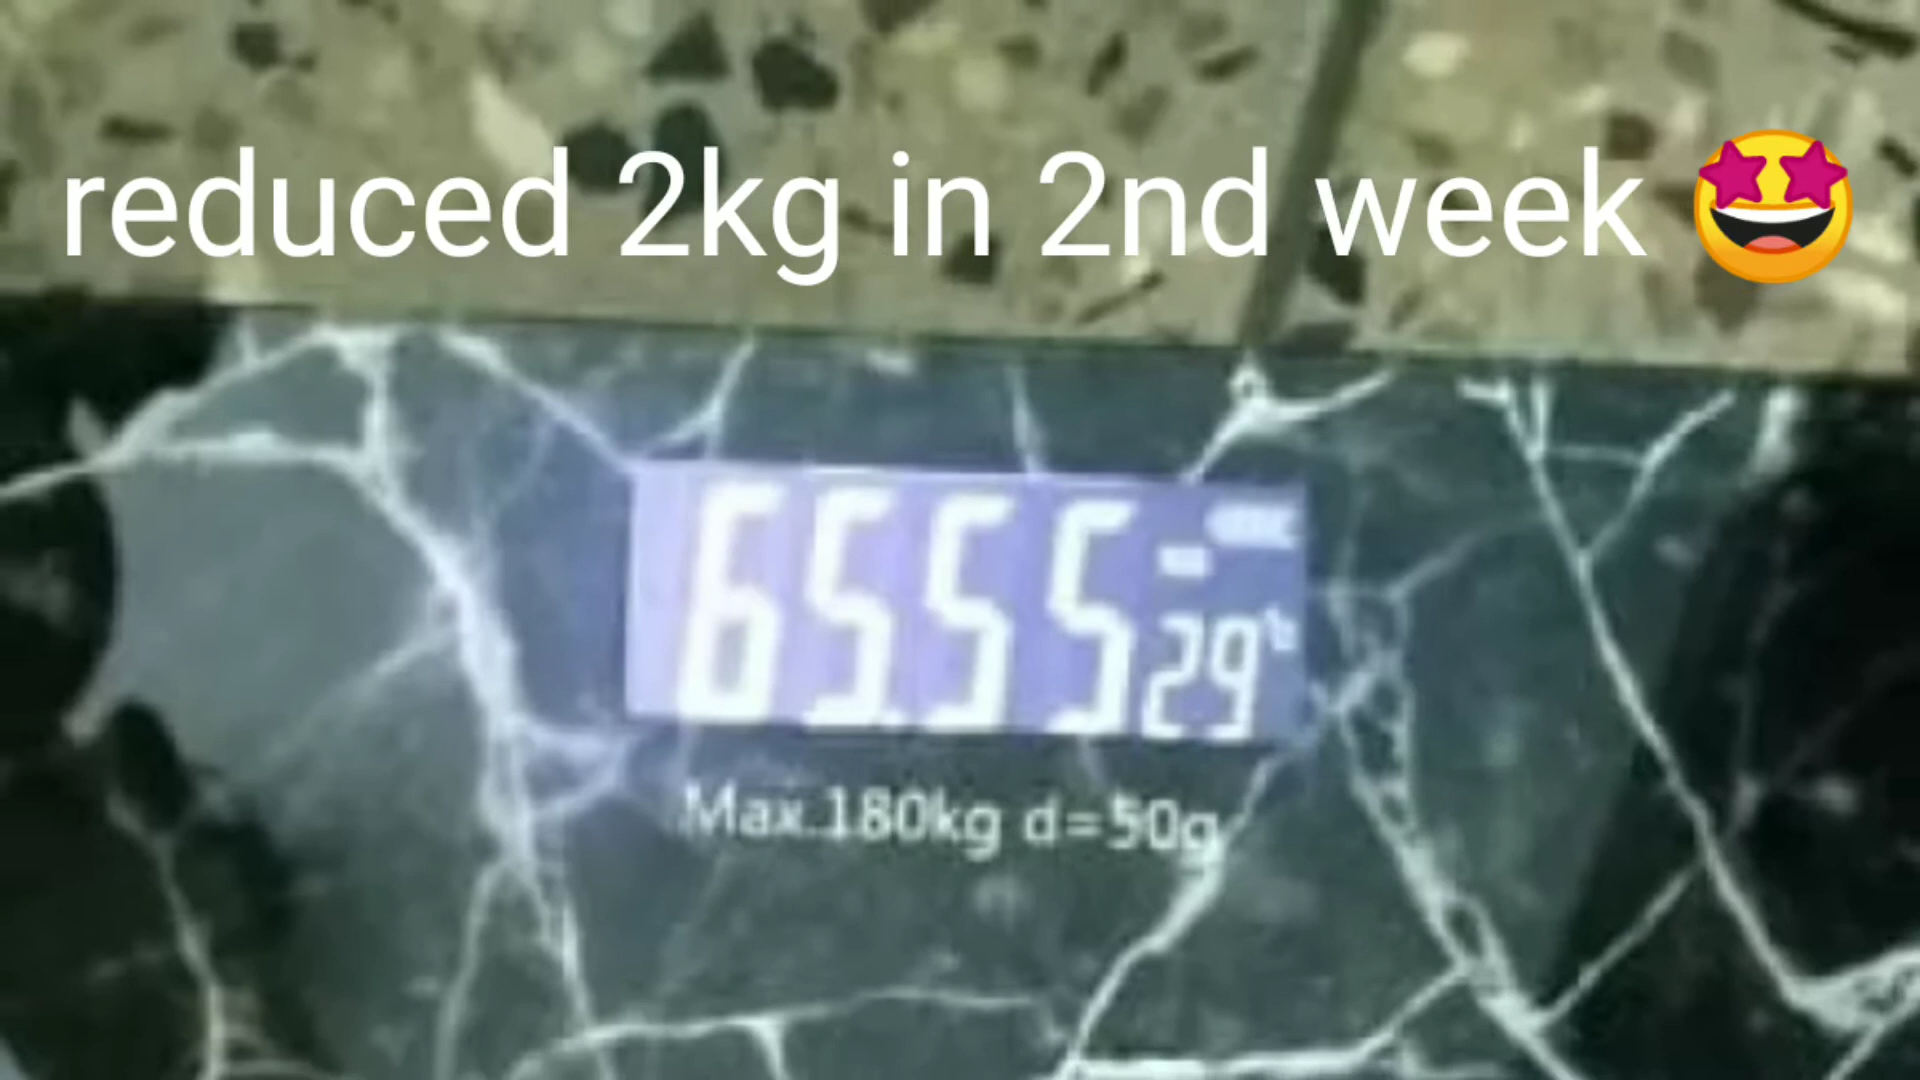 reduced 2kg in 2nd week 🤩
65.55
29°c
Max.180kg d=50g